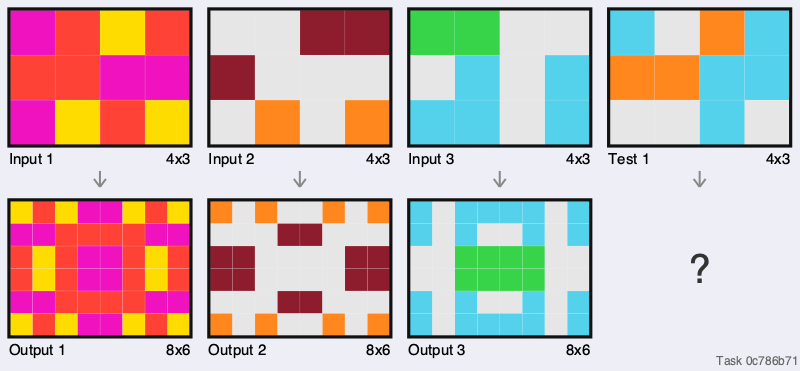 Input 1 4x3
Input 2 4x3
Input 3 4x3
Test 1 4x3
?
Output 1 8x6
Output 2 8x6
Output 3 8x6
Task 0c786b71